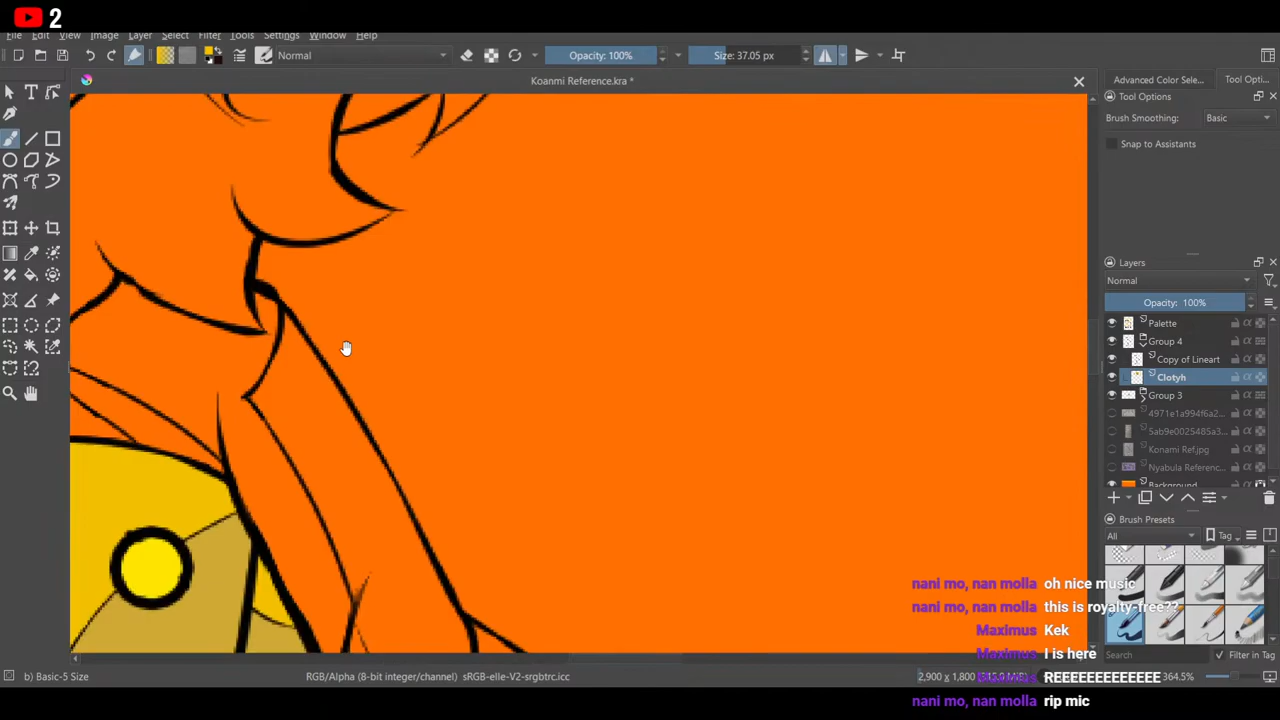 2
File Edit View Image Layer Select Filter Tools Settings Window Help
Normal
Opacity: 100%
Size: 37.05 px
Koanmi Reference.kra *
Advanced Color Sele...
Tool Opti...
Tool Options
Brush Smoothing:
Basic
Snap to Assistants
Layers
Normal
Opacity: 100%
Palette
Group 4
Copy of Lineart
Clotyh
Group 3
4971e1a994f6a2...
5ab9e0025485a3...
Konami Ref.jpg
Nyabula Referenc...
Background
Brush Presets
All
Tag
nani mo, nan molla oh nice music
nani mo, nan molla this is royalty-free??
Maximus Kek
Maximus I is here
Maximus REEEEEEEEEEEEE
nani mo, nan molla rip mic
Search
Filter in Tag
b) Basic-5 Size
RGB/Alpha (8-bit integer/channel) sRGB-elle-V2-srgbtrc.icc
2,900 x 1,800
364.5%